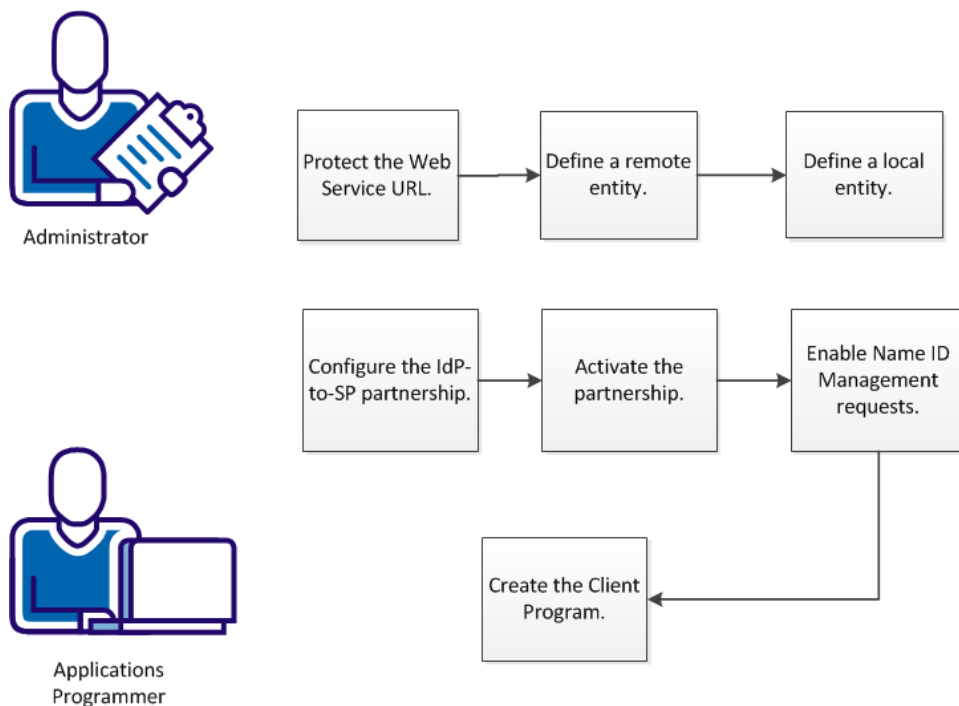 Administrator
Protect the Web
Service URL.
Define a remote
entity.
Define a local
entity.
Configure the IdP-
to-SP partnership.
Activate the
partnership.
Enable Name ID
Management
requests.
Applications
Programmer
Create the Client
Program.